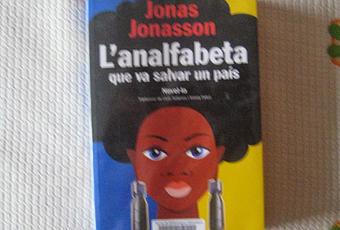 Jonas
Jonasson
L'analfabeta
que va salvar un país
Novel·la